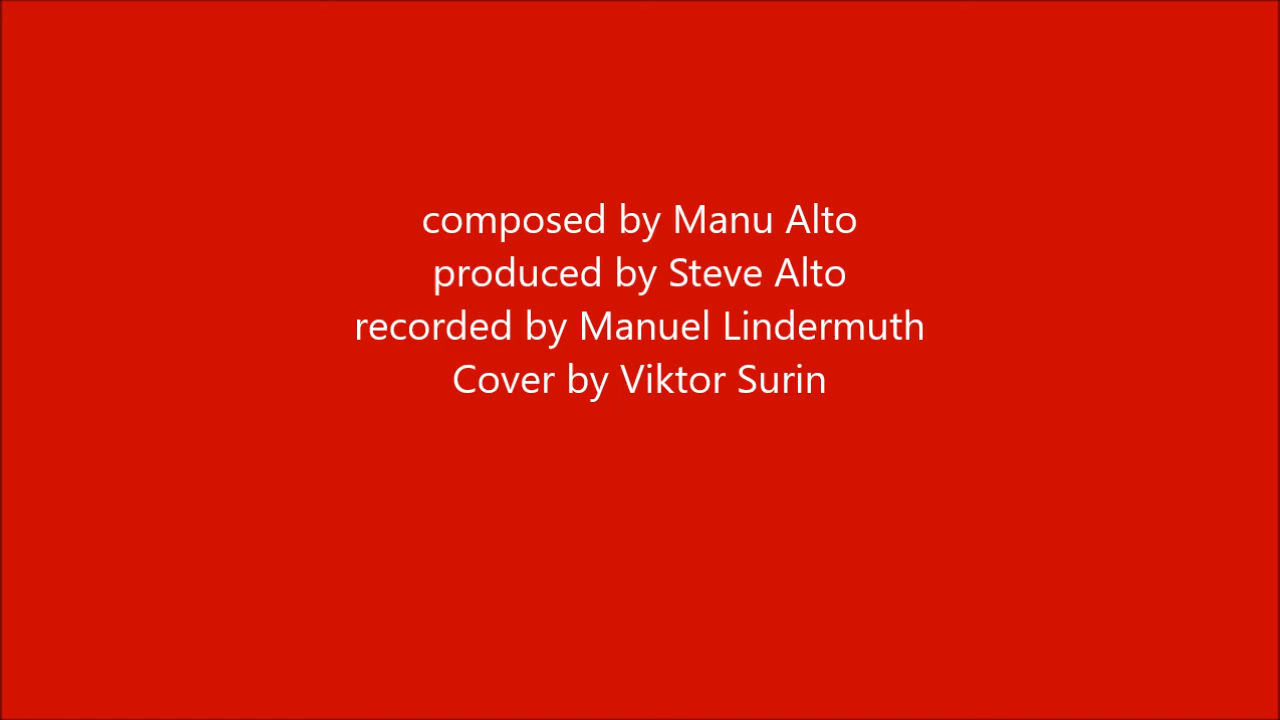 composed by Manu Alto
produced by Steve Alto
recorded by Manuel Lindermuth
Cover by Viktor Surin